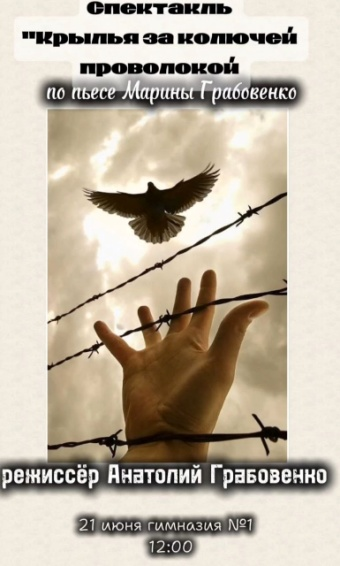 Спектакль
"Крылья за колючей
проволокой
по пьесе Марины Грабовенко
режиссёр Анатолий Грабовенко
21 июня гимназия №1
12:00